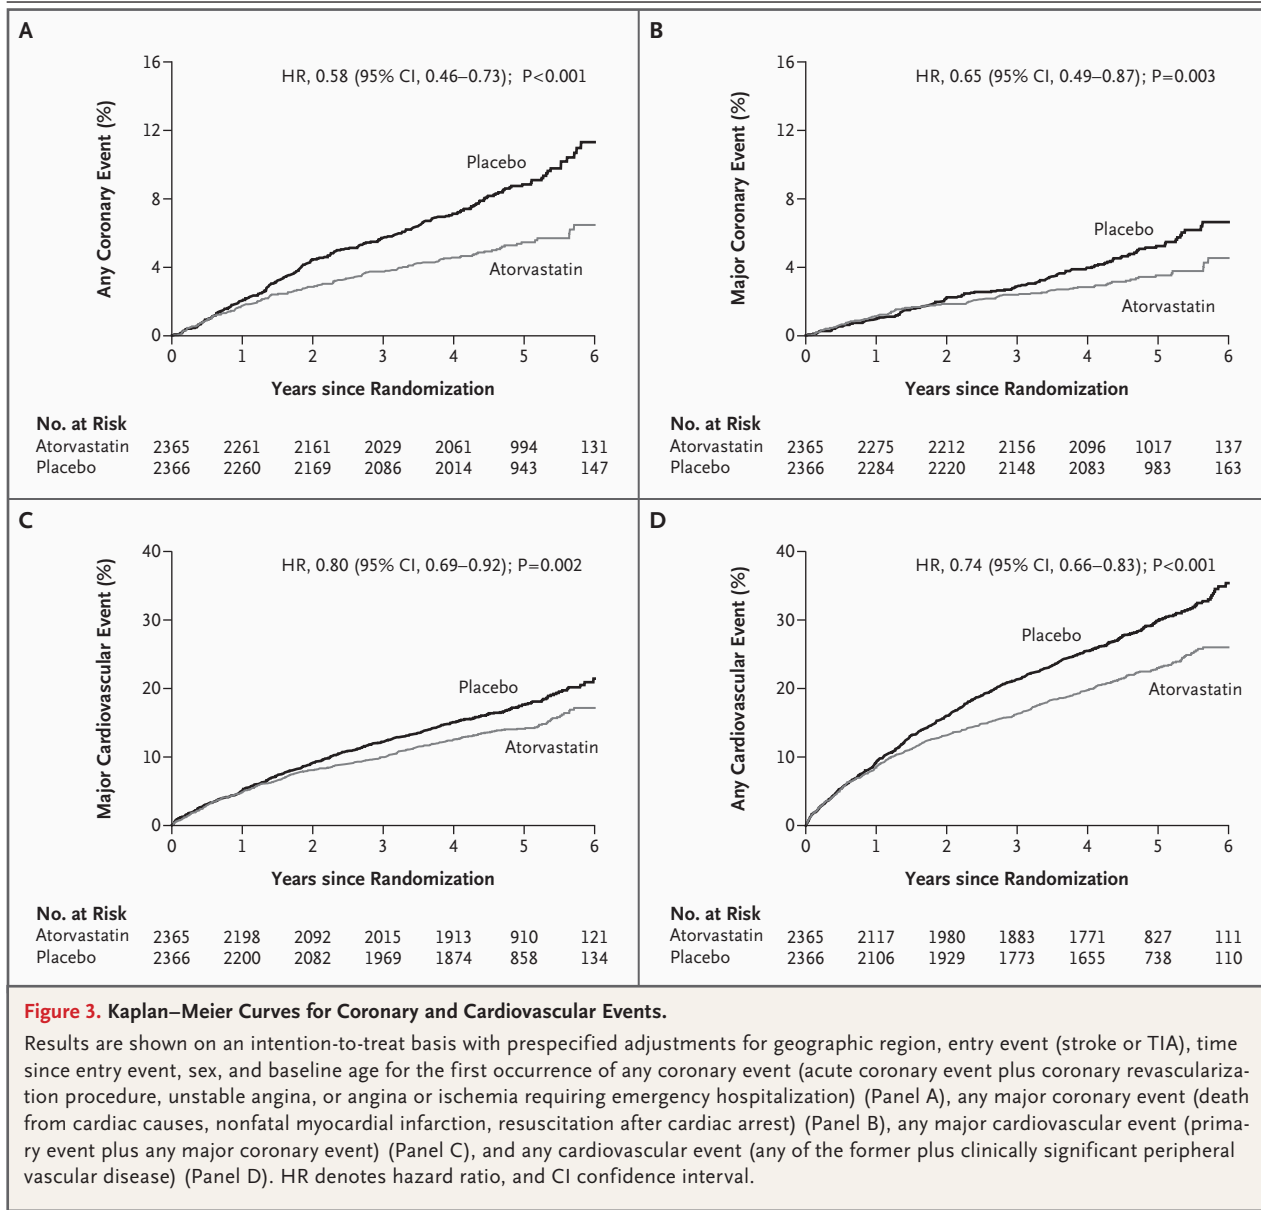 A
16
12
8
4
0
Any Coronary Event (%)
HR, 0.58 (95% CI, 0.46–0.73); P<0.001
Placebo
Atorvastatin
0 1 2 3 4 5 6
Years since Randomization
No. at Risk
Atorvastatin 2365 2261 2161 2029 2061 994 131
Placebo 2366 2260 2169 2086 2014 943 147
B
16
12
8
4
0
Major Coronary Event (%)
HR, 0.65 (95% CI, 0.49–0.87); P=0.003
Placebo
Atorvastatin
0 1 2 3 4 5 6
Years since Randomization
No. at Risk
Atorvastatin 2365 2275 2212 2156 2096 1017 137
Placebo 2366 2284 2220 2148 2083 983 163
C
40
30
20
10
0
Major Cardiovascular Event (%)
HR, 0.80 (95% CI, 0.69–0.92); P=0.002
Placebo
Atorvastatin
0 1 2 3 4 5 6
Years since Randomization
No. at Risk
Atorvastatin 2365 2198 2092 2015 1913 910 121
Placebo 2366 2200 2082 1969 1874 858 134
D
40
30
20
10
0
Any Cardiovascular Event (%)
HR, 0.74 (95% CI, 0.66–0.83); P<0.001
Placebo
Atorvastatin
0 1 2 3 4 5 6
Years since Randomization
No. at Risk
Atorvastatin 2365 2117 1980 1883 1771 827 111
Placebo 2366 2106 1929 1773 1655 738 110
Figure 3. Kaplan–Meier Curves for Coronary and Cardiovascular Events.
Results are shown on an intention-to-treat basis with prespecified adjustments for geographic region, entry event (stroke or TIA), time
since entry event, sex, and baseline age for the first occurrence of any coronary event (acute coronary event plus coronary revasculariza-
tion procedure, unstable angina, or angina or ischemia requiring emergency hospitalization) (Panel A), any major coronary event (death
from cardiac causes, nonfatal myocardial infarction, resuscitation after cardiac arrest) (Panel B), any major cardiovascular event (prima-
ry event plus any major coronary event) (Panel C), and any cardiovascular event (any of the former plus clinically significant peripheral
vascular disease) (Panel D). HR denotes hazard ratio, and CI confidence interval.